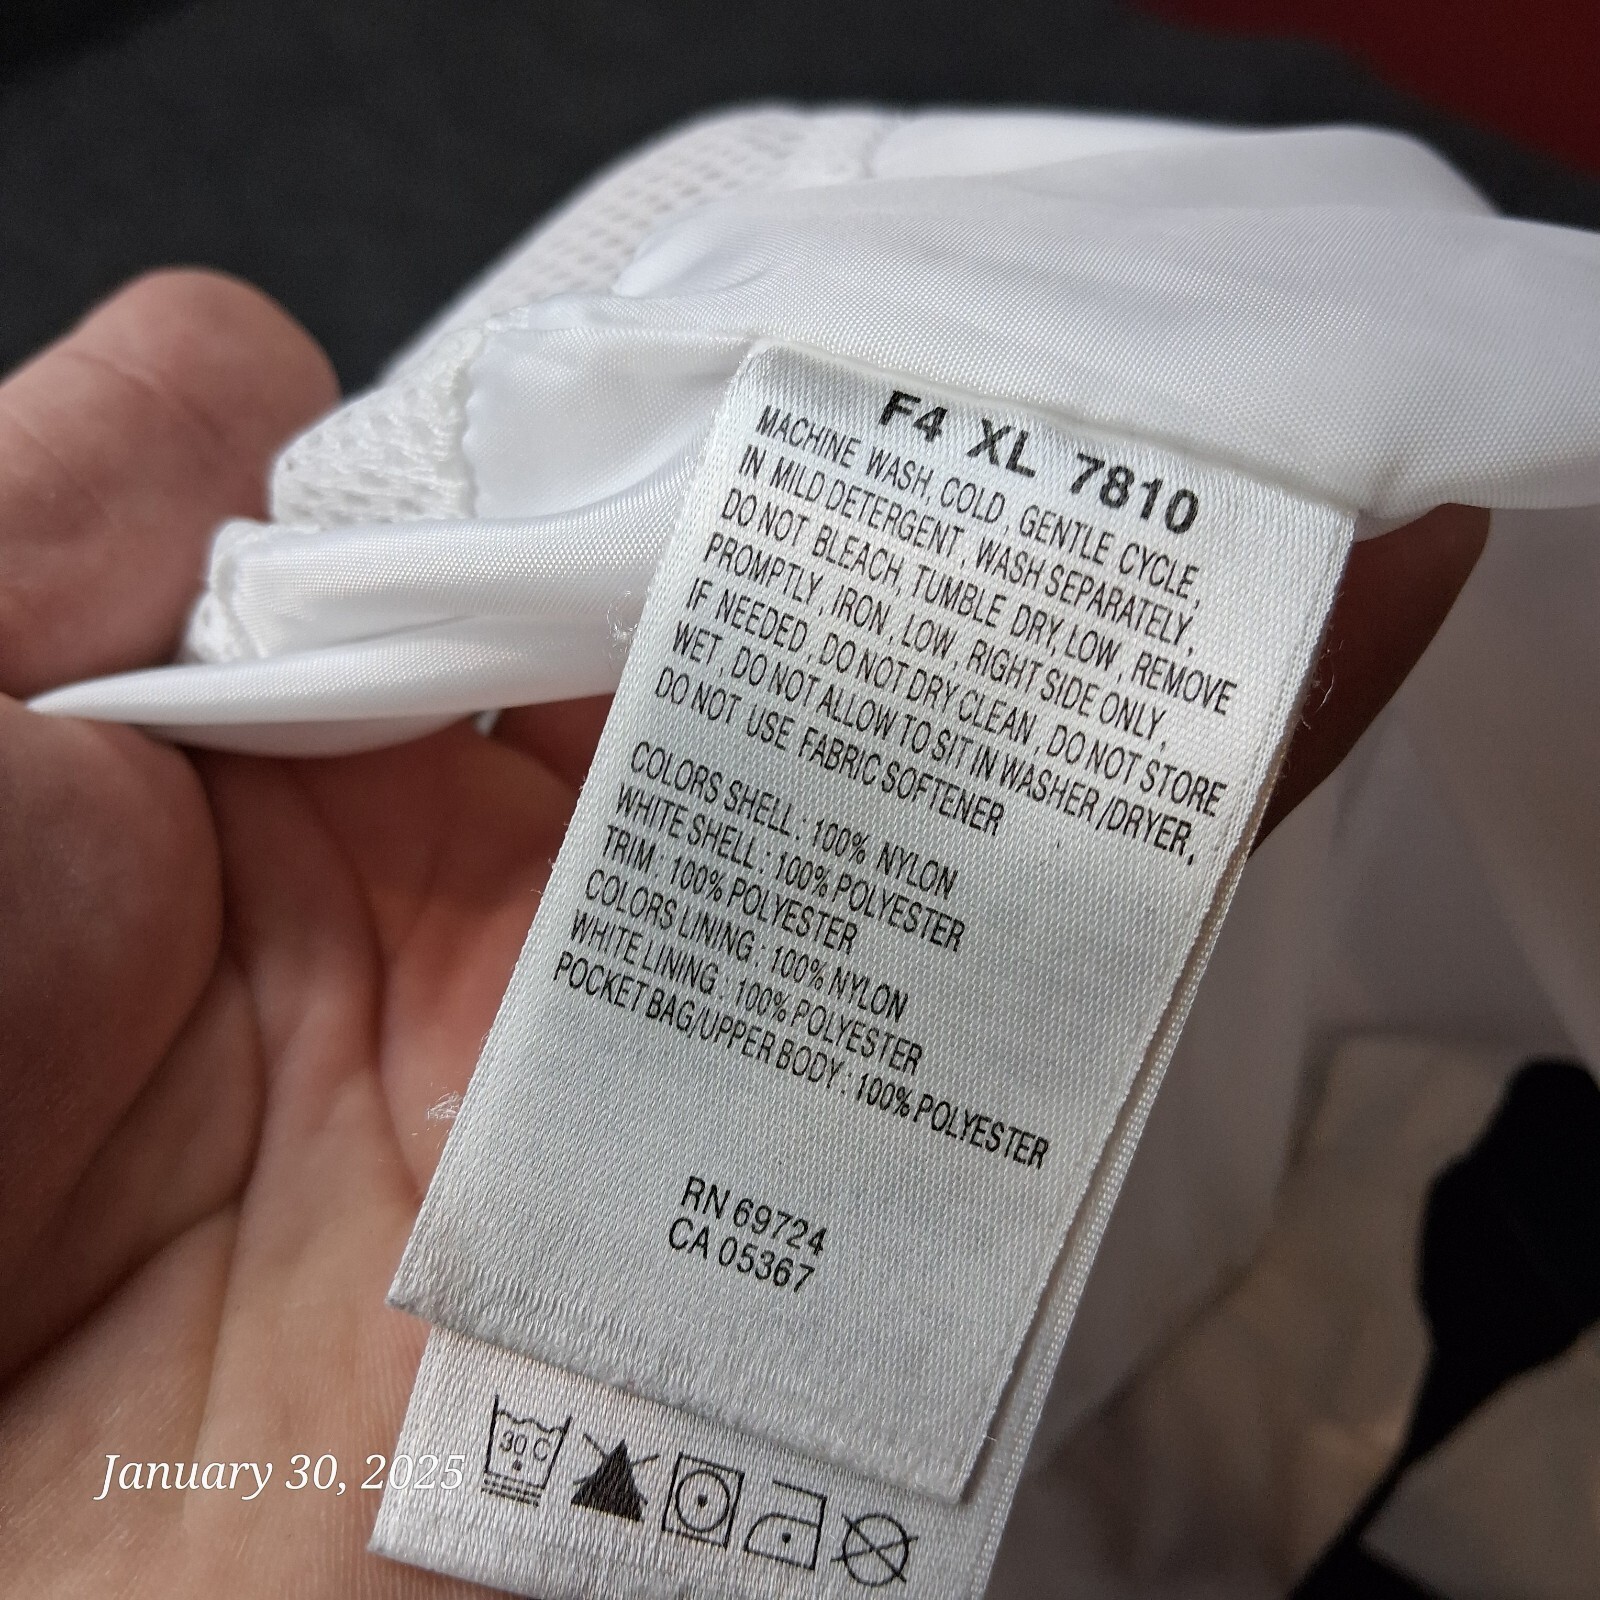 F4 XL 7810
MACHINE WASH, COLD, GENTLE CYCLE,
IN MILD DETERGENT, WASH SEPARATELY,
DO NOT BLEACH, TUMBLE DRY, LOW, REMOVE
PROMPTLY, IRON, LOW, RIGHT SIDE ONLY,
IF NEEDED, DO NOT DRY CLEAN, DO NOT STORE
WET, DO NOT ALLOW TO SIT IN WASHER/DRYER,
DO NOT USE FABRIC SOFTENER
COLORS SHELL: 100% NYLON
WHITE SHELL: 100% POLYESTER
TRIM: 100% POLYESTER
COLORS LINING: 100% NYLON
WHITE LINING: 100% POLYESTER
POCKET BAG/UPPER BODY: 100% POLYESTER
RN 69724
CA 05367
30 C
January 30, 2025